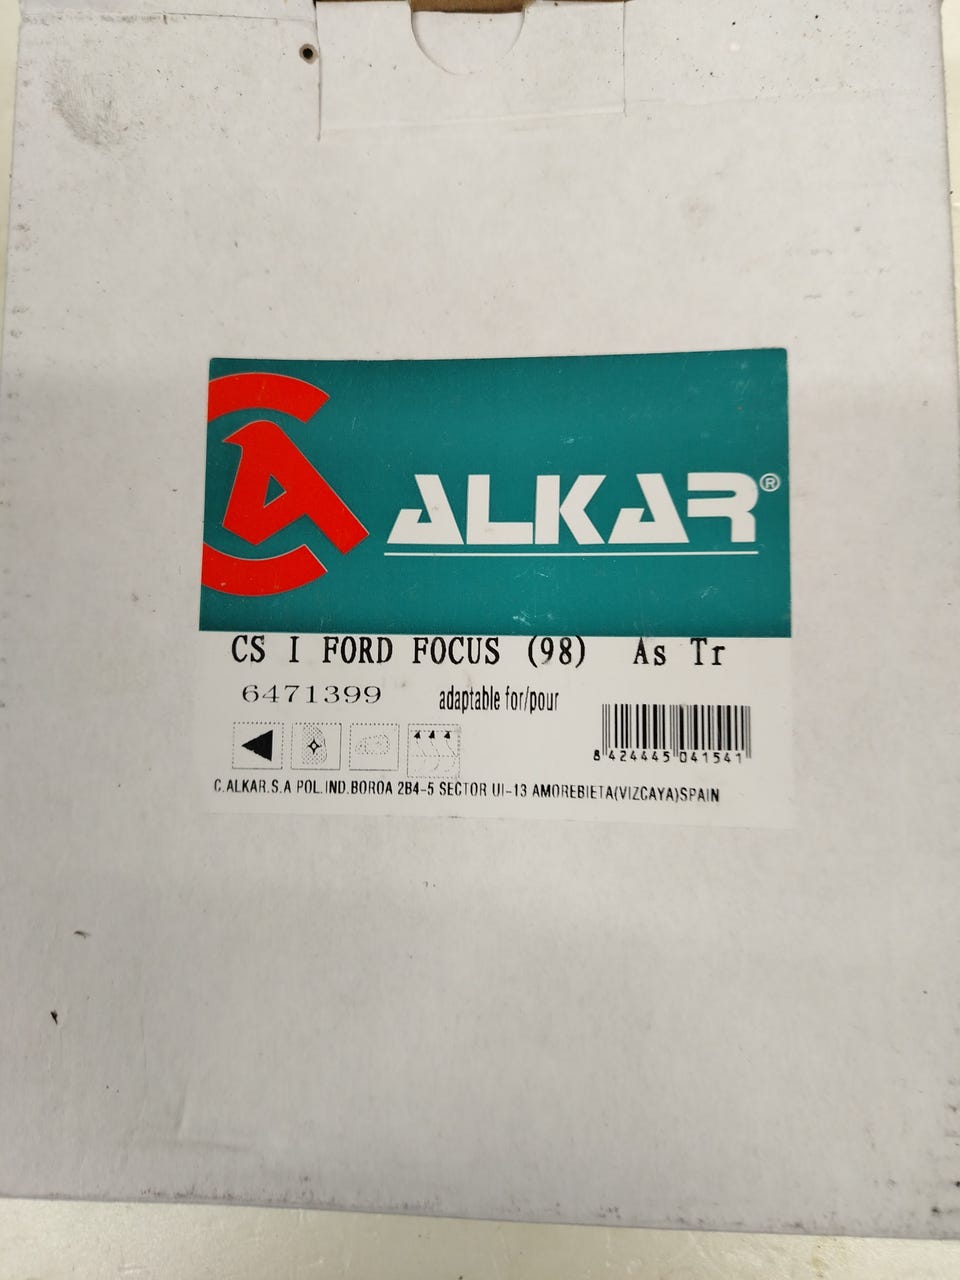 ALKAR®
CS I FORD FOCUS (98) As Tr
6471399 adaptable for/pour
8 424445 041541
C.ALKAR.S.A POL.IND.BOROA 2B4-5 SECTOR UI-13 AMOREBIETA(VIZCAYA)SPAIN